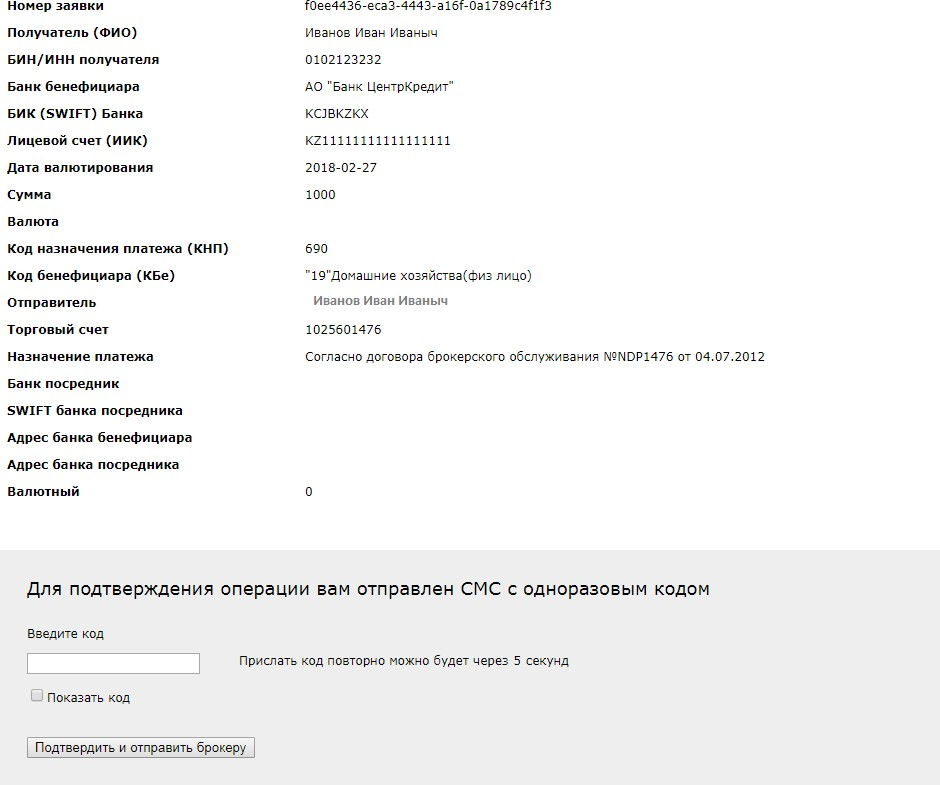 Номер заявки f0ee4436-eca3-4443-a16f-0a1789c4f1f3
Получатель (ФИО) Иванов Иван Иваныч
БИН/ИНН получателя 0102123232
Банк бенефициара АО "Банк ЦентрКредит"
БИК (SWIFT) Банка KCJBKZKX
Лицевой счет (ИИК) KZ11111111111111111
Дата валютирования 2018-02-27
Сумма 1000
Валюта
Код назначения платежа (КНП) 690
Код бенефициара (КБе) "19"Домашние хозяйства(физ лицо)
Отправитель Иванов Иван Иваныч
Торговый счет 1025601476
Назначение платежа Согласно договора брокерского обслуживания №NDP1476 от 04.07.2012
Банк посредник
SWIFT банка посредника
Адрес банка бенефициара
Адрес банка посредника
Валютный 0
Для подтверждения операции вам отправлен СМС с одноразовым кодом
Введите код
Прислать код повторно можно будет через 5 секунд
Показать код
Подтвердить и отправить брокеру